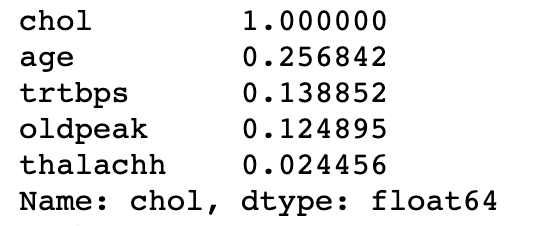 chol 1.000000
age 0.256842
trtbps 0.138852
oldpeak 0.124895
thalachh 0.024456
Name: chol, dtype: float64